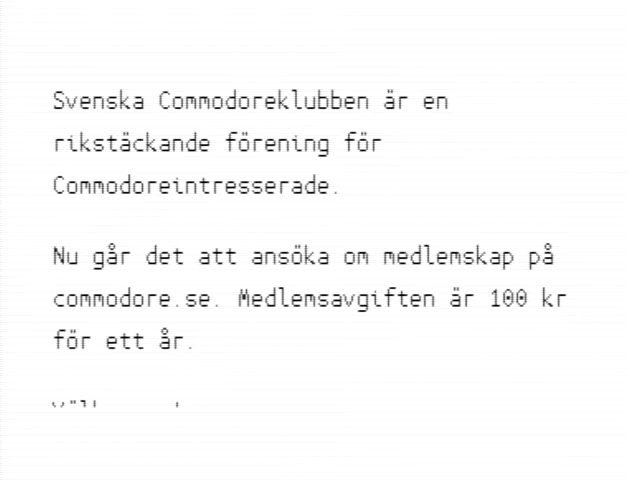 Svenska Commodoreklubben är en
rikstäckande förening för
Commodoreintresserade.
Nu går det att ansöka om medlemskap på
commodore.se. Medlemsavgiften är 100 kr
för ett år.